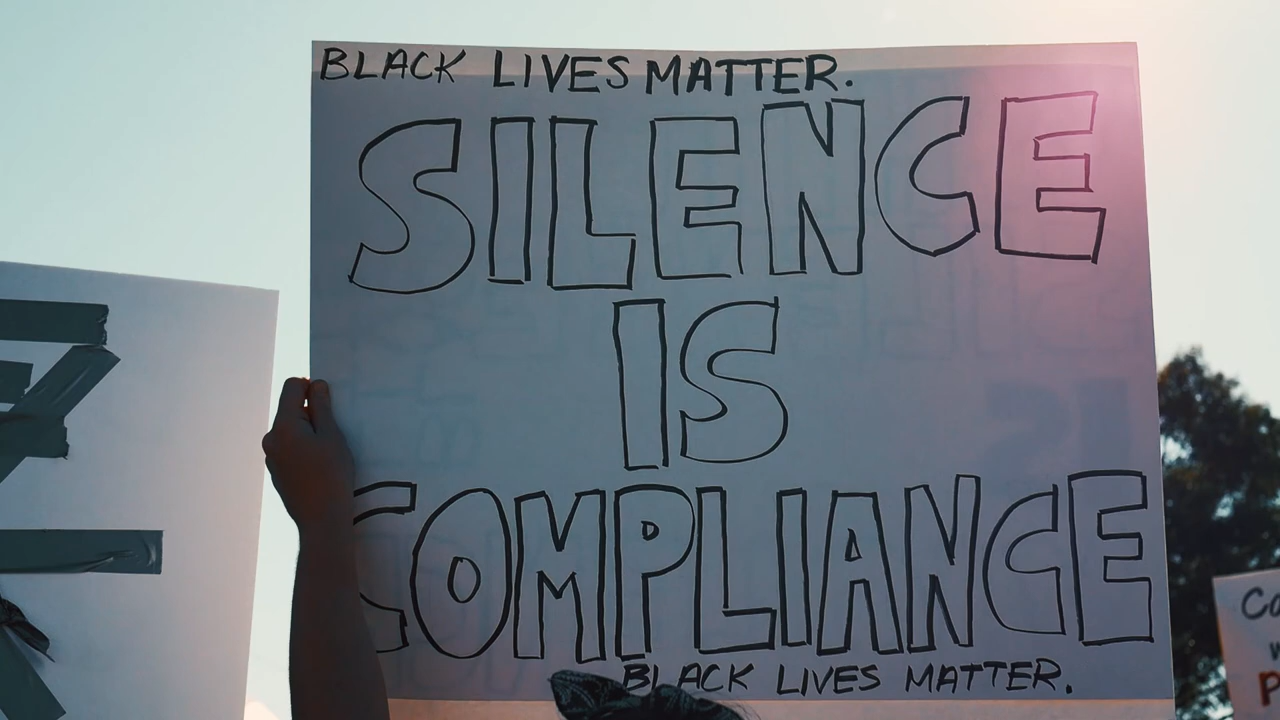 BLACK LIVES MATTER.
SILENCE
IS
COMPLIANCE
BLACK LIVES MATTER.